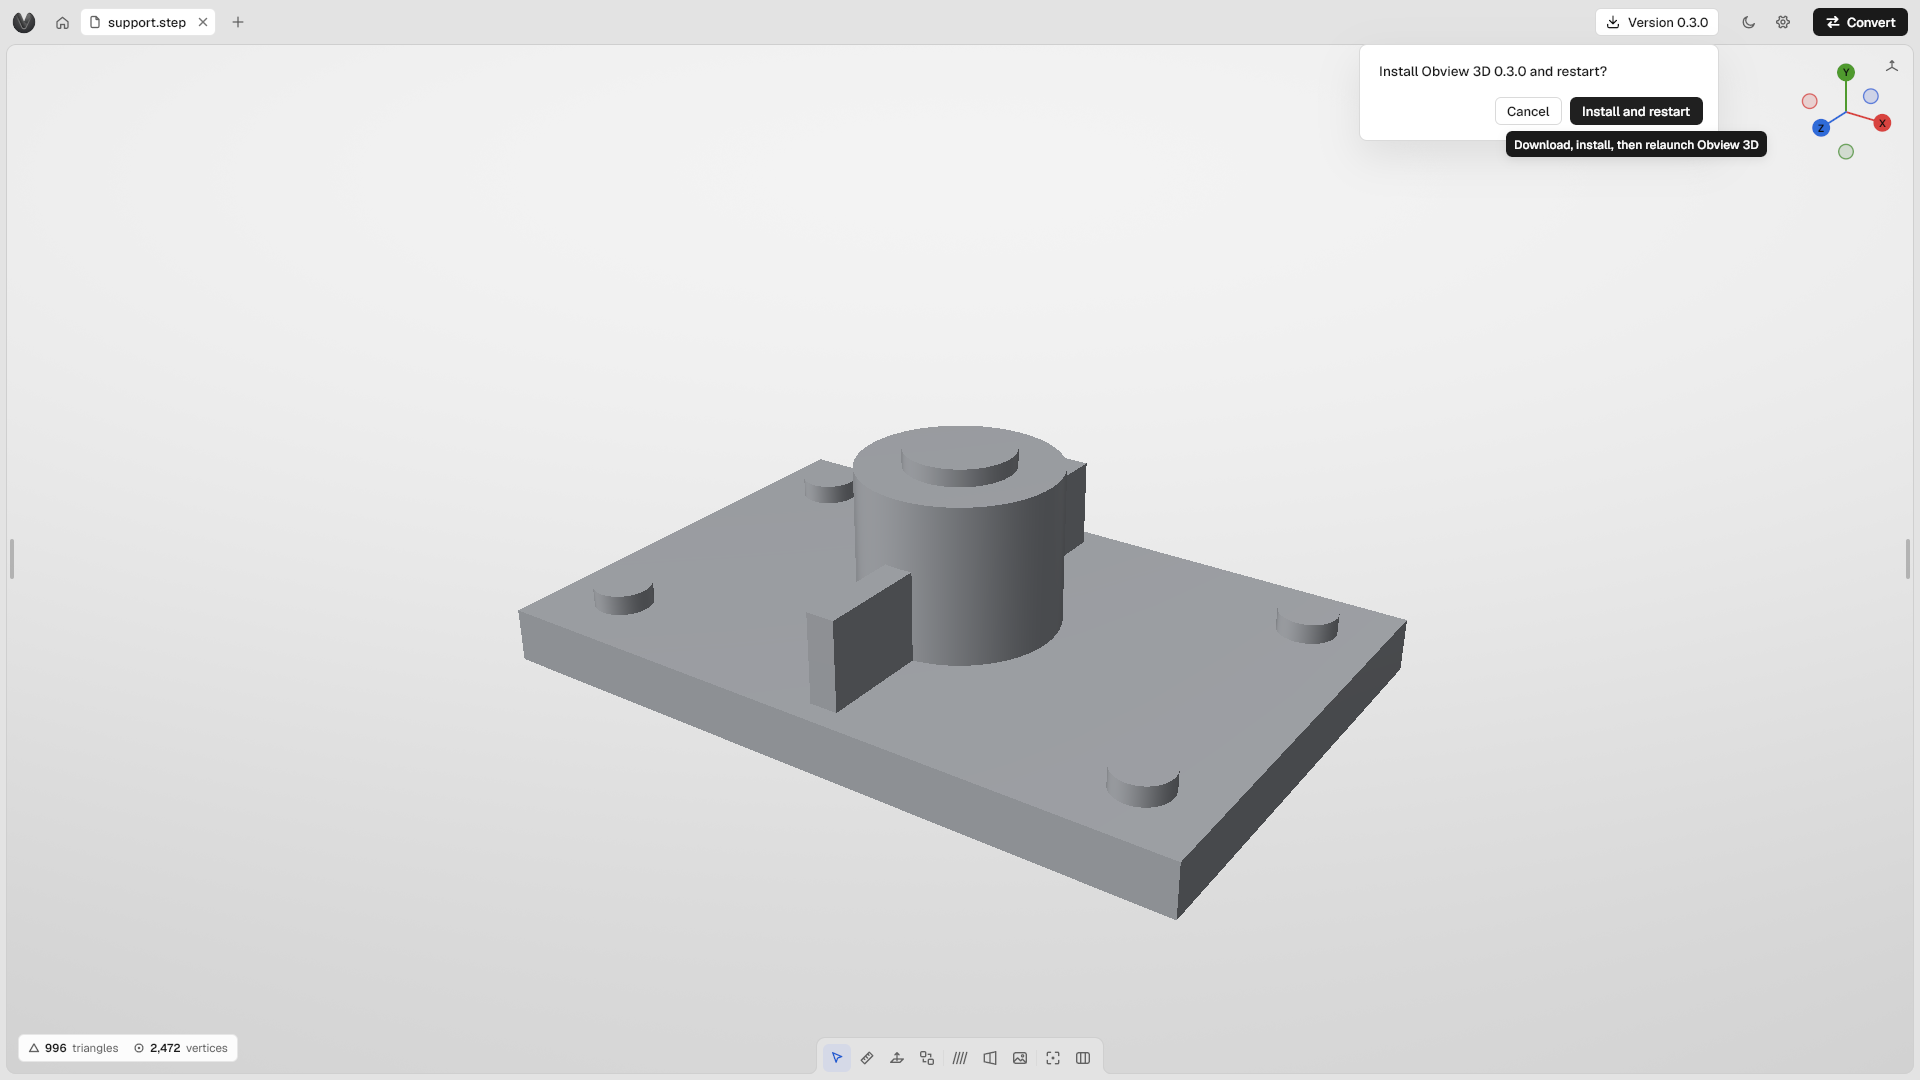 support.step
Version 0.3.0
Convert
Install Obview 3D 0.3.0 and restart?
Cancel
Install and restart
Download, install, then relaunch Obview 3D
Y
X
Z
996 triangles
2,472 vertices